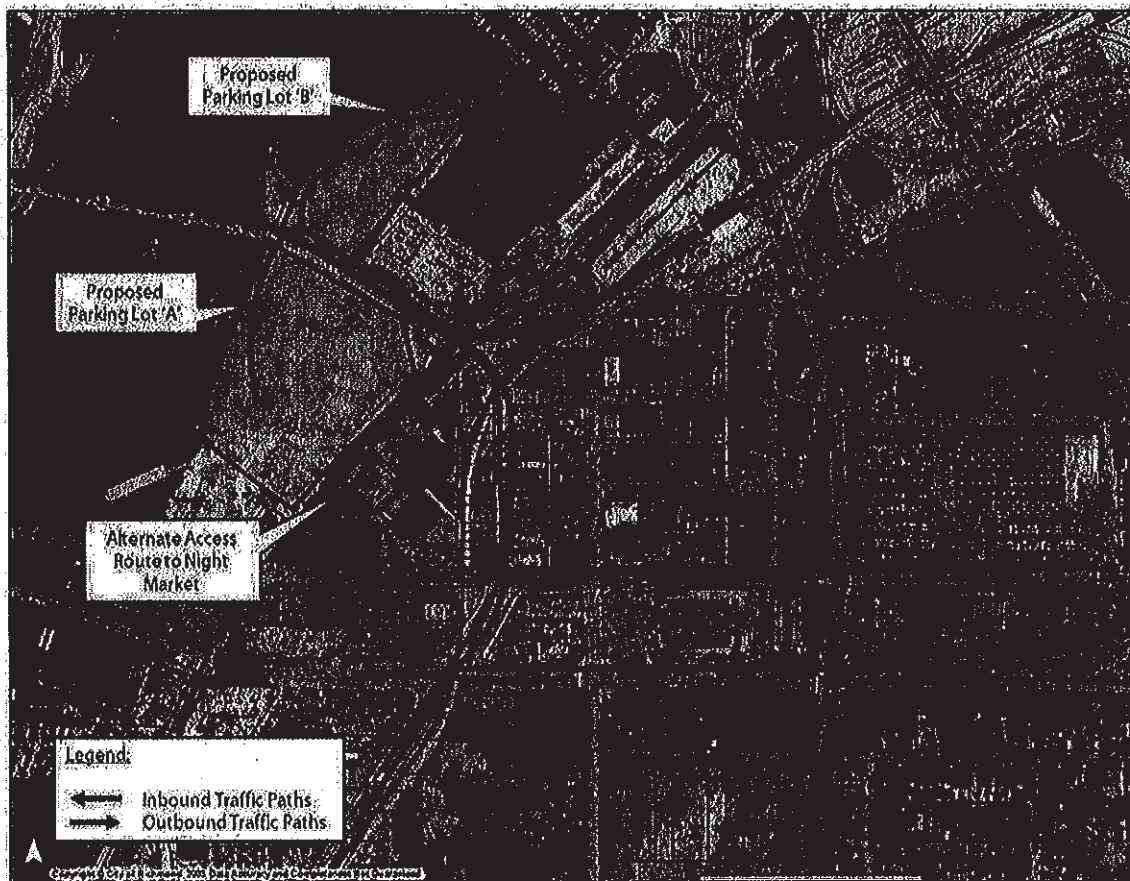 Proposed
Parking Lot 'B'
Proposed
Parking Lot 'A'
Alternate Access
Route to Night
Market
Legend:
Inbound Traffic Paths
Outbound Traffic Paths